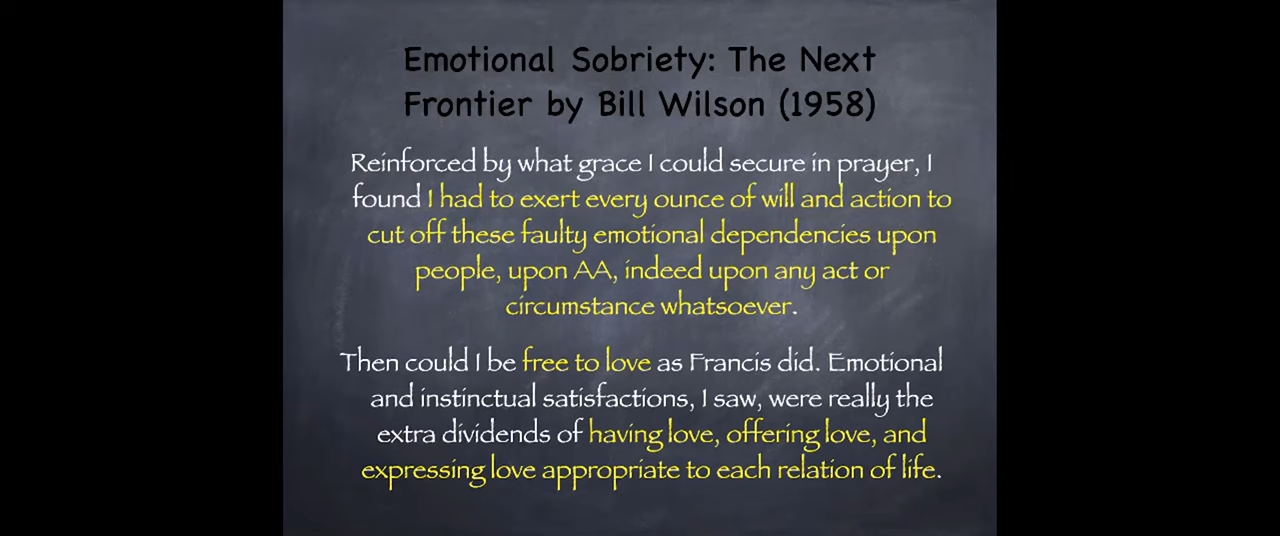 Emotional Sobriety: The Next
Frontier by Bill Wilson (1958)
Reinforced by what grace I could secure in prayer, I
found I had to exert every ounce of will and action to
cut off these faulty emotional dependencies upon
people, upon AA, indeed upon any act or
circumstance whatsoever.
Then could I be free to love as Francis did. Emotional
and instinctual satisfactions, I saw, were really the
extra dividends of having love, offering love, and
expressing love appropriate to each relation of life.